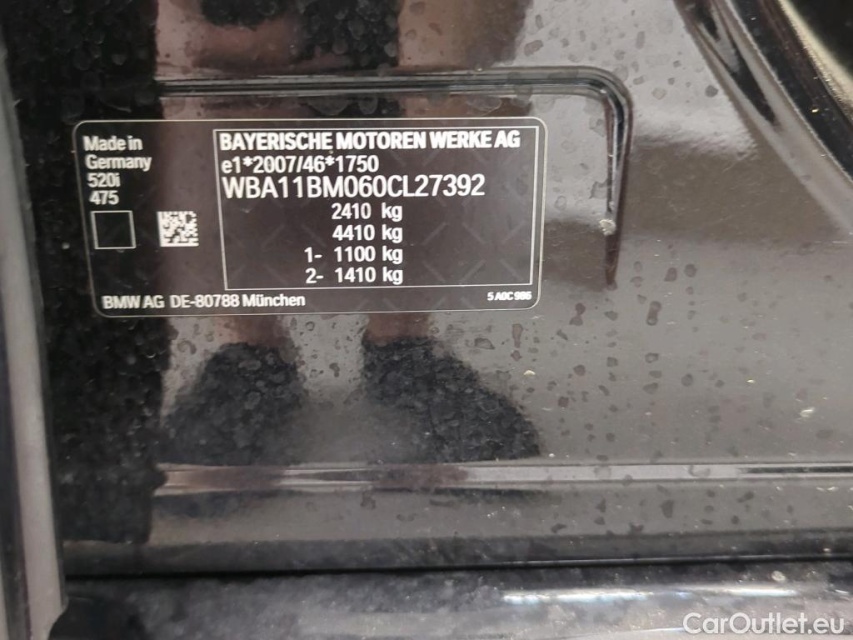 Made in
Germany
520i
475
BAYERISCHE MOTOREN WERKE AG
e1*2007/46*1750
WBA11BM060CL27392
2410 kg
4410 kg
1- 1100 kg
2- 1410 kg
BMW AG DE-80788 München
5 A0C 986
CarOutlet.eu